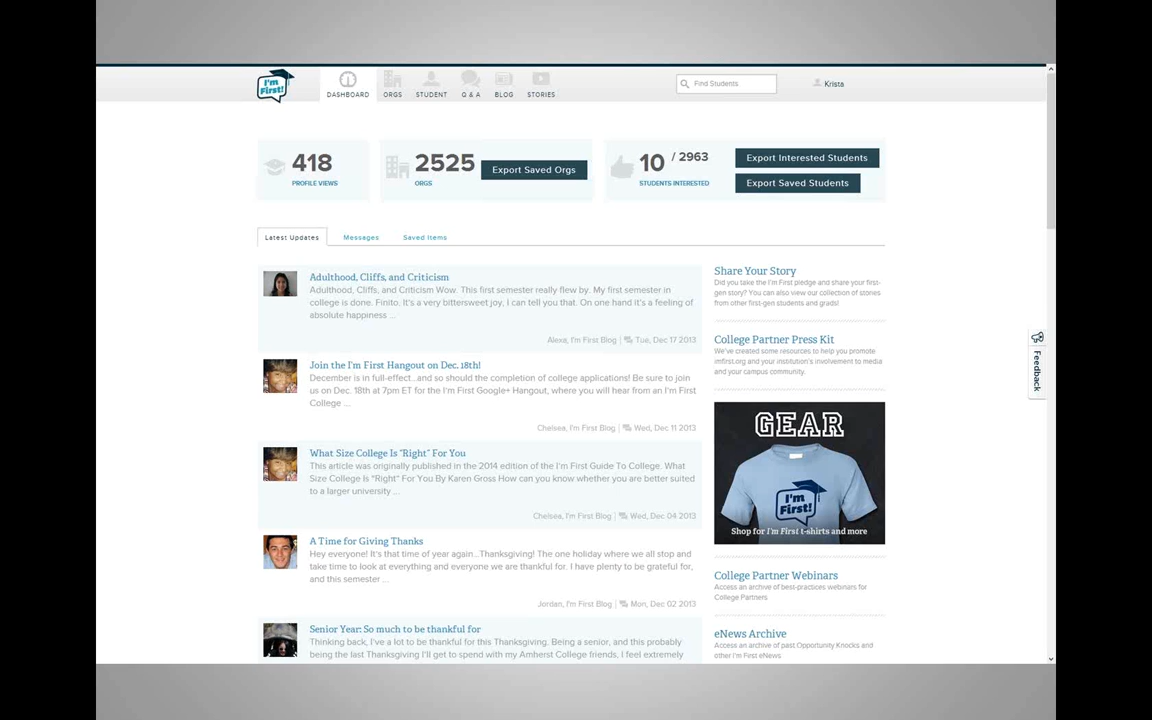 I'm
First!
DASHBOARD
ORGS
STUDENT
Q & A
BLOG
STORIES
Find Students
Krista
418
PROFILE VIEWS
2525
ORGS
Export Saved Orgs
10 / 2963
STUDENTS INTERESTED
Export Interested Students
Export Saved Students
Latest Updates
Messages
Saved Items
Adulthood, Cliffs, and Criticism
Adulthood, Cliffs, and Criticism Wow. This first semester really flew by. My first semester in
college is done. Finito. It's a very bittersweet joy, I can tell you that. On one hand it's a feeling of
absolute happiness ...
Alexa, I'm First Blog | Tue, Dec 17 2013
Join the I'm First Hangout on Dec. 18th!
December is in full-effect...and so should the completion of college applications! Be sure to join
us on Dec. 18th at 7pm ET for the I'm First Google+ Hangout, where you will hear from an I'm First
College ...
Chelsea, I'm First Blog | Wed, Dec 11 2013
What Size College Is "Right" For You
This article was originally published in the 2014 edition of the I'm First Guide To College. What
Size College Is "Right" For You By Karen Gross How can you know whether you are better suited
to a larger university ...
Chelsea, I'm First Blog | Wed, Dec 04 2013
A Time for Giving Thanks
Hey everyone! It's that time of year again...Thanksgiving! The one holiday where we all stop and
take time to look at everything and everyone we are thankful for. I have plenty to be grateful for,
and this semester ...
Jordan, I'm First Blog | Mon, Dec 02 2013
Senior Year: So much to be thankful for
Thinking back, I've a lot to be thankful for this Thanksgiving. Being a senior, and this probably
being the last Thanksgiving I'll get to spend with my Amherst College friends, I feel extremely
Share Your Story
Did you take the I'm First pledge and share your first-
gen story? You can also view our collection of stories
from other first-gen students and grads!
College Partner Press Kit
We've created some resources to help you promote
imfirst.org and your institution's involvement to media
and your campus community.
GEAR
I'm
First!
Shop for I'm First t-shirts and more
College Partner Webinars
Access an archive of best-practices webinars for
College Partners
eNews Archive
Access an archive of past Opportunity Knocks and
other I'm First eNews
Feedback